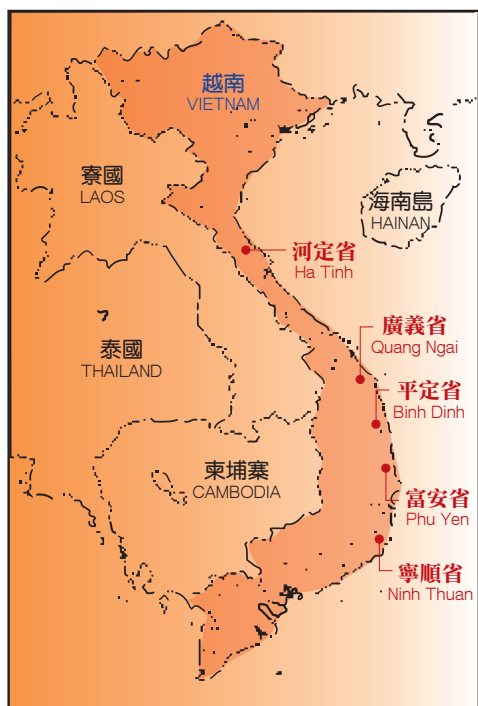 越南
VIETNAM
寮國
LAOS
海南島
HAINAN
河定省
Ha Tinh
廣義省
Quang Ngai
泰國
THAILAND
平定省
Binh Dinh
柬埔寨
CAMBODIA
富安省
Phu Yen
寧順省
Ninh Thuan